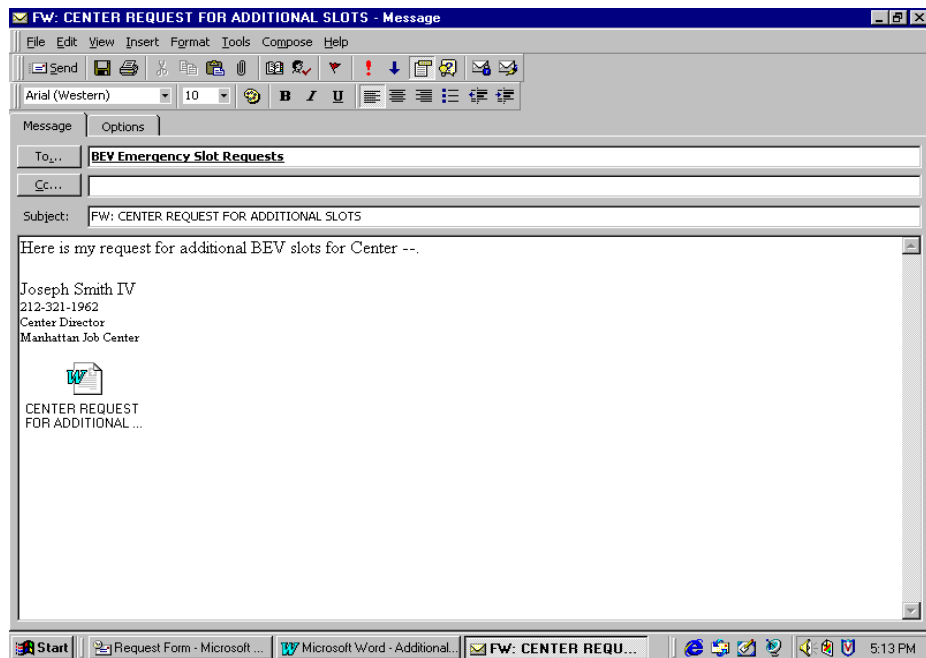 FW: CENTER REQUEST FOR ADDITIONAL SLOTS - Message
File Edit View Insert Format Tools Compose Help
Send
Arial (Western) 10 B I U
Message Options
To... BEV Emergency Slot Requests
Cc...
Subject: FW: CENTER REQUEST FOR ADDITIONAL SLOTS
Here is my request for additional BEV slots for Center --.
Joseph Smith IV
212-321-1962
Center Director
Manhattan Job Center
W
CENTER REQUEST
FOR ADDITIONAL ...
Start Request Form - Microsoft ... Microsoft Word - Additional... FW: CENTER REQU... 5:13 PM